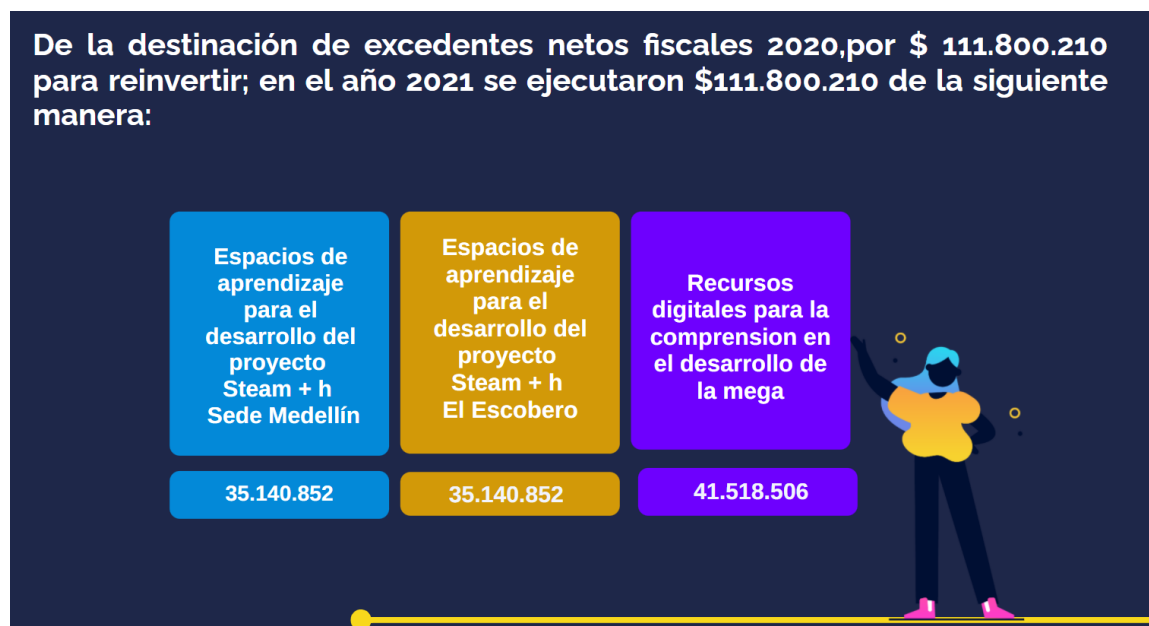 De la destinación de excedentes netos fiscales 2020,por $ 111.800.210
para reinvertir; en el año 2021 se ejecutaron $111.800.210 de la siguiente
manera:
Espacios de
aprendizaje
para el
desarrollo del
proyecto
Steam + h
Sede Medellín
35.140.852
Espacios de
aprendizaje
para el
desarrollo del
proyecto
Steam + h
El Escobero
35.140.852
Recursos
digitales para la
comprension en
el desarrollo de
la mega
41.518.506